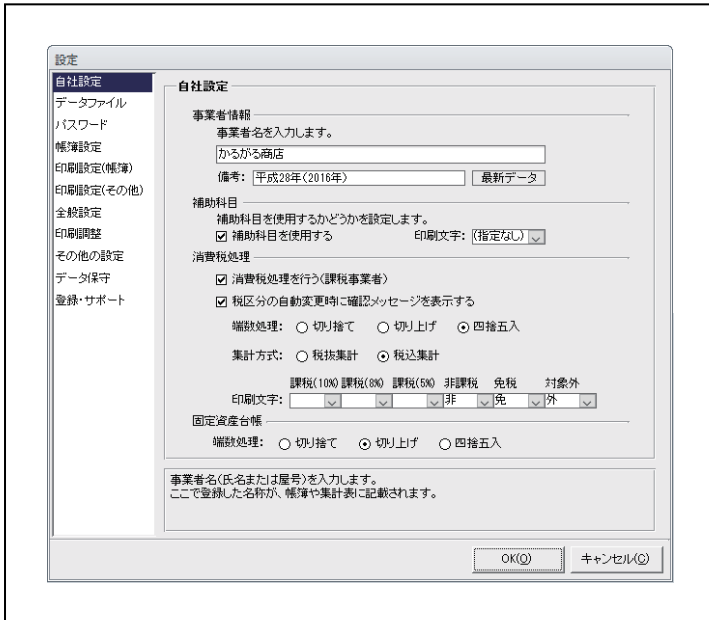 設定
自社設定
データファイル
パスワード
帳簿設定
印刷設定(帳簿)
印刷設定(その他)
全般設定
印刷調整
その他の設定
データ保守
登録・サポート
自社設定
事業者情報
事業者名を入力します。
かるがる商店
備考: 平成28年(2016年) 最新データ
補助科目
補助科目を使用するかどうかを設定します。
補助科目を使用する 印刷文字: (指定なし)
消費税処理
消費税処理を行う(課税事業者)
税区分の自動変更時に確認メッセージを表示する
端数処理: 切り捨て 切り上げ 四捨五入
集計方式: 税抜集計 税込集計
課税(10%) 課税(8%) 課税(5%) 非課税 免税 対象外
印刷文字: 非 免 外
固定資産台帳
端数処理: 切り捨て 切り上げ 四捨五入
事業者名(氏名または屋号)を入力します。
ここで登録した名称が、帳簿や集計表に記載されます。
OK(O) キャンセル(C)